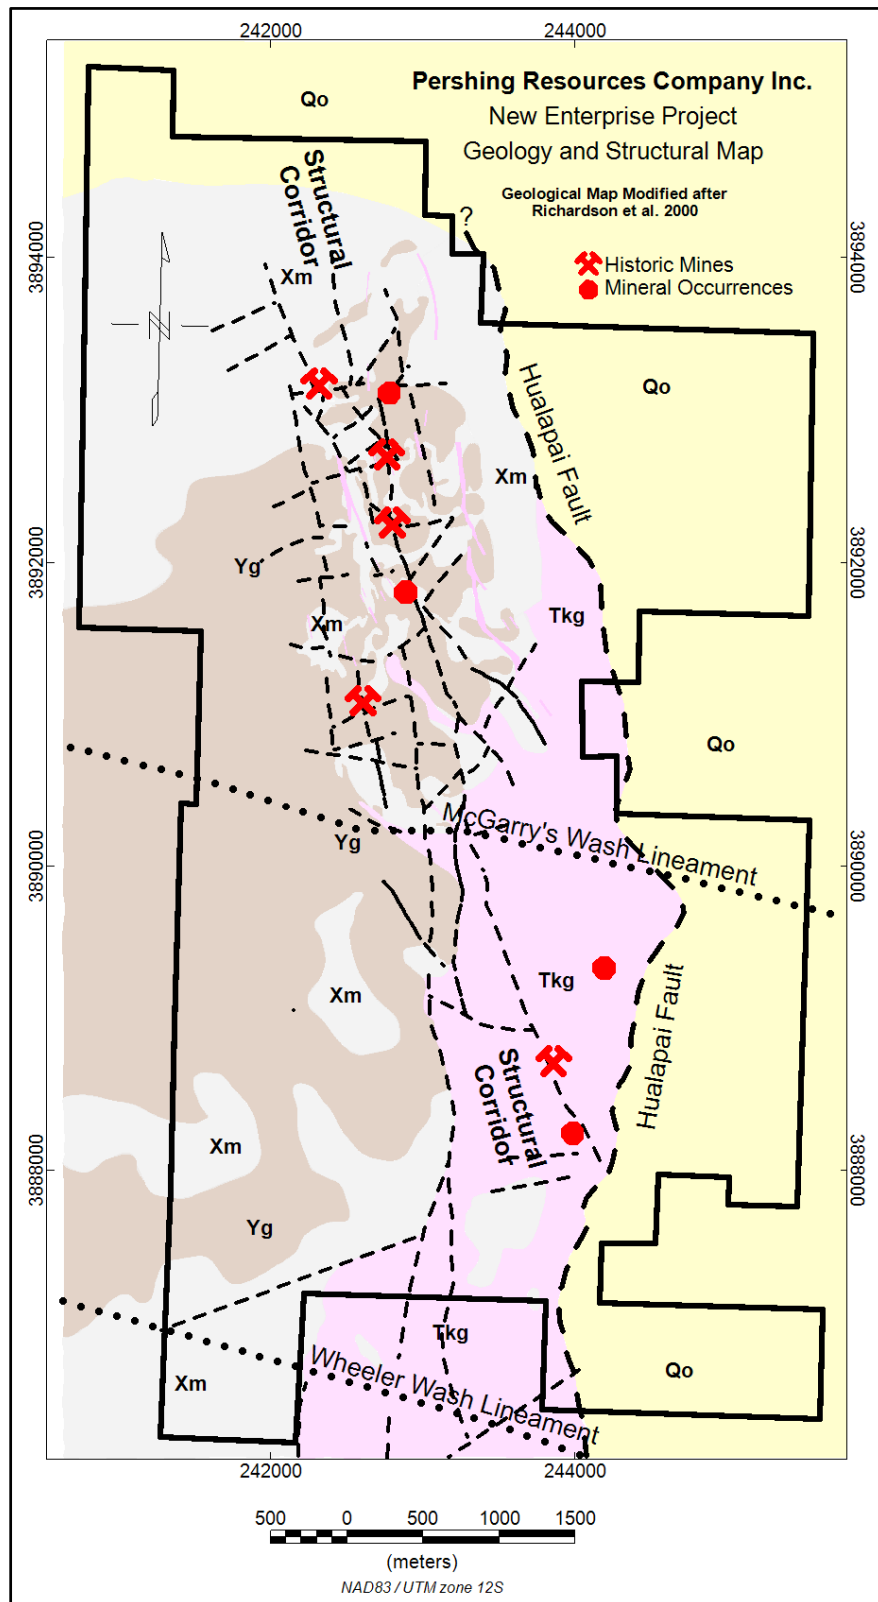 242000
244000
Pershing Resources Company Inc.
New Enterprise Project
Geology and Structural Map
Geological Map Modified after
Richardson et al. 2000
Historic Mines
Mineral Occurrences
Qo
Structural
Corridor
?
3894000
3894000
Xm
N
Hualapai Fault
Qo
Xm
3892000
3892000
Yg
Xm
Tkg
Qo
McGarry's Wash Lineament
Yg
3890000
3890000
Xm
Tkg
Hualapai Fault
Structural
Corridor
Xm
3888000
3888000
Yg
Tkg
Wheeler Wash Lineament
Xm
Qo
242000
244000
500 0 500 1000 1500
(meters)
NAD83 / UTM zone 12S